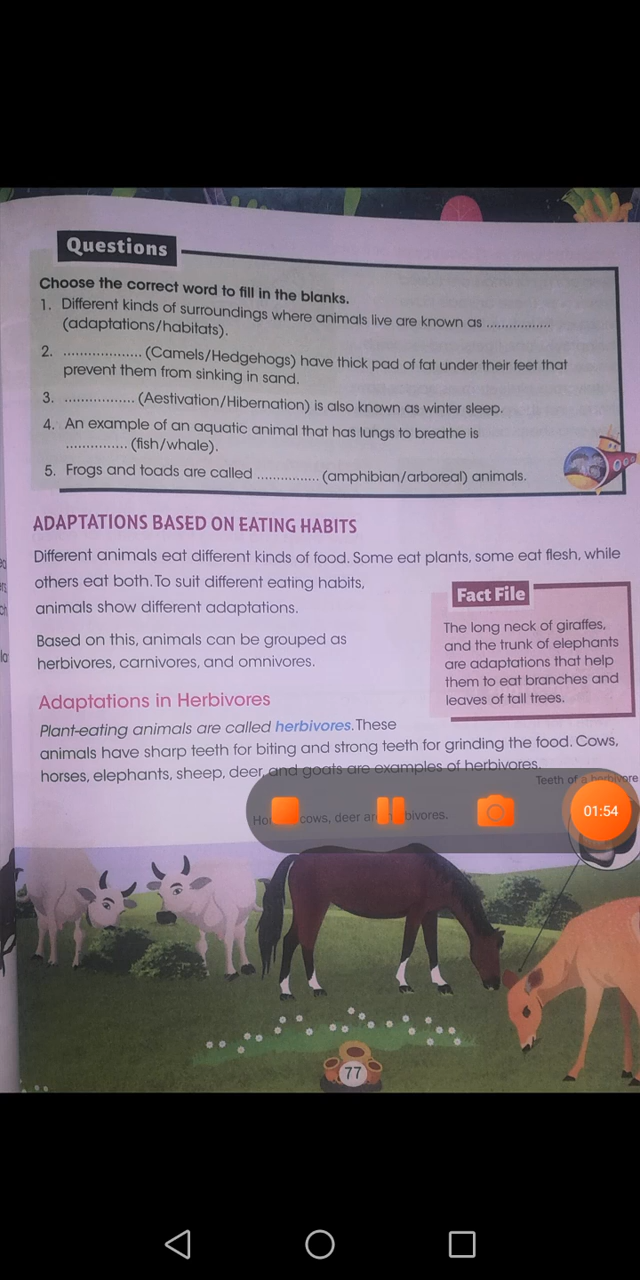 Questions
Choose the correct word to fill in the blanks.
1. Different kinds of surroundings where animals live are known as ................
(adaptations/habitats).
2. ................... (Camels/Hedgehogs) have thick pad of fat under their feet that
prevent them from sinking in sand.
3. ................. (Aestivation/Hibernation) is also known as winter sleep.
4. An example of an aquatic animal that has lungs to breathe is
............... (fish/whale).
5. Frogs and toads are called ............... (amphibian/arboreal) animals.
ADAPTATIONS BASED ON EATING HABITS
Different animals eat different kinds of food. Some eat plants, some eat flesh, while
others eat both. To suit different eating habits,
animals show different adaptations.
Based on this, animals can be grouped as
herbivores, carnivores, and omnivores.
Fact File
The long neck of giraffes,
and the trunk of elephants
are adaptations that help
them to eat branches and
leaves of tall trees.
Adaptations in Herbivores
Plant-eating animals are called herbivores. These
animals have sharp teeth for biting and strong teeth for grinding the food. Cows,
horses, elephants, sheep, deer, and goats are examples of herbivores.
Teeth of a herbivore
cows, deer
01:54
77